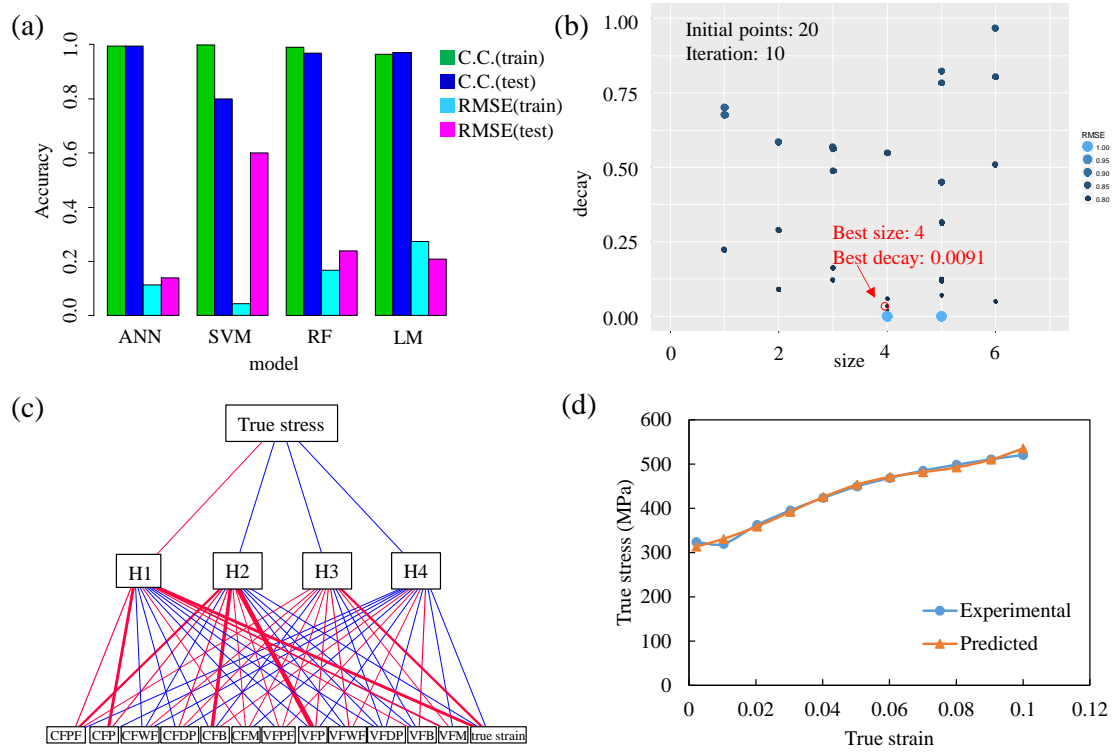 (a)
1.0
0.8
0.6
0.4
0.2
0.0
Accuracy
C.C.(train)
C.C.(test)
RMSE(train)
RMSE(test)
ANN SVM RF LM
model
(b)
1.00
0.75
0.50
0.25
0.00
decay
Initial points: 20
Iteration: 10
Best size: 4
Best decay: 0.0091
0 2 4 6
size
RMSE
1.00
0.95
0.90
0.85
0.80
(c)
True stress
H1 H2 H3 H4
CFPF CFP CFWF CFDP CFB CFM VFPF VFP VFWF VFDP VFB VFM true strain
(d)
600
500
400
300
200
100
0
True stress (MPa)
Experimental
Predicted
0 0.02 0.04 0.06 0.08 0.1 0.12
True strain